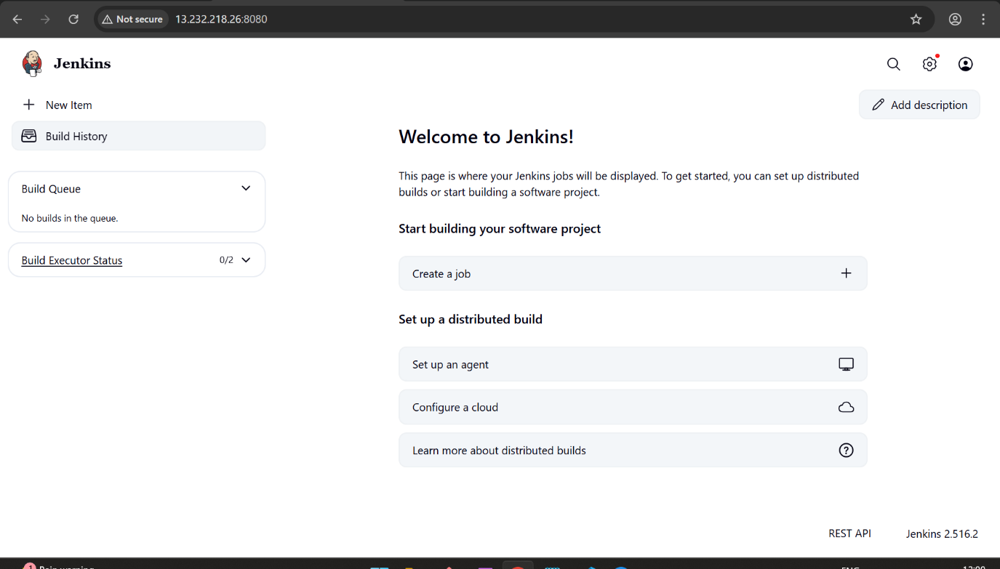 Not secure 13.232.218.26:8080
Jenkins
New Item
Add description
Build History
Build Queue
No builds in the queue.
Build Executor Status 0/2
Welcome to Jenkins!
This page is where your Jenkins jobs will be displayed. To get started, you can set up distributed
builds or start building a software project.
Start building your software project
Create a job
Set up a distributed build
Set up an agent
Configure a cloud
Learn more about distributed builds
REST API Jenkins 2.516.2